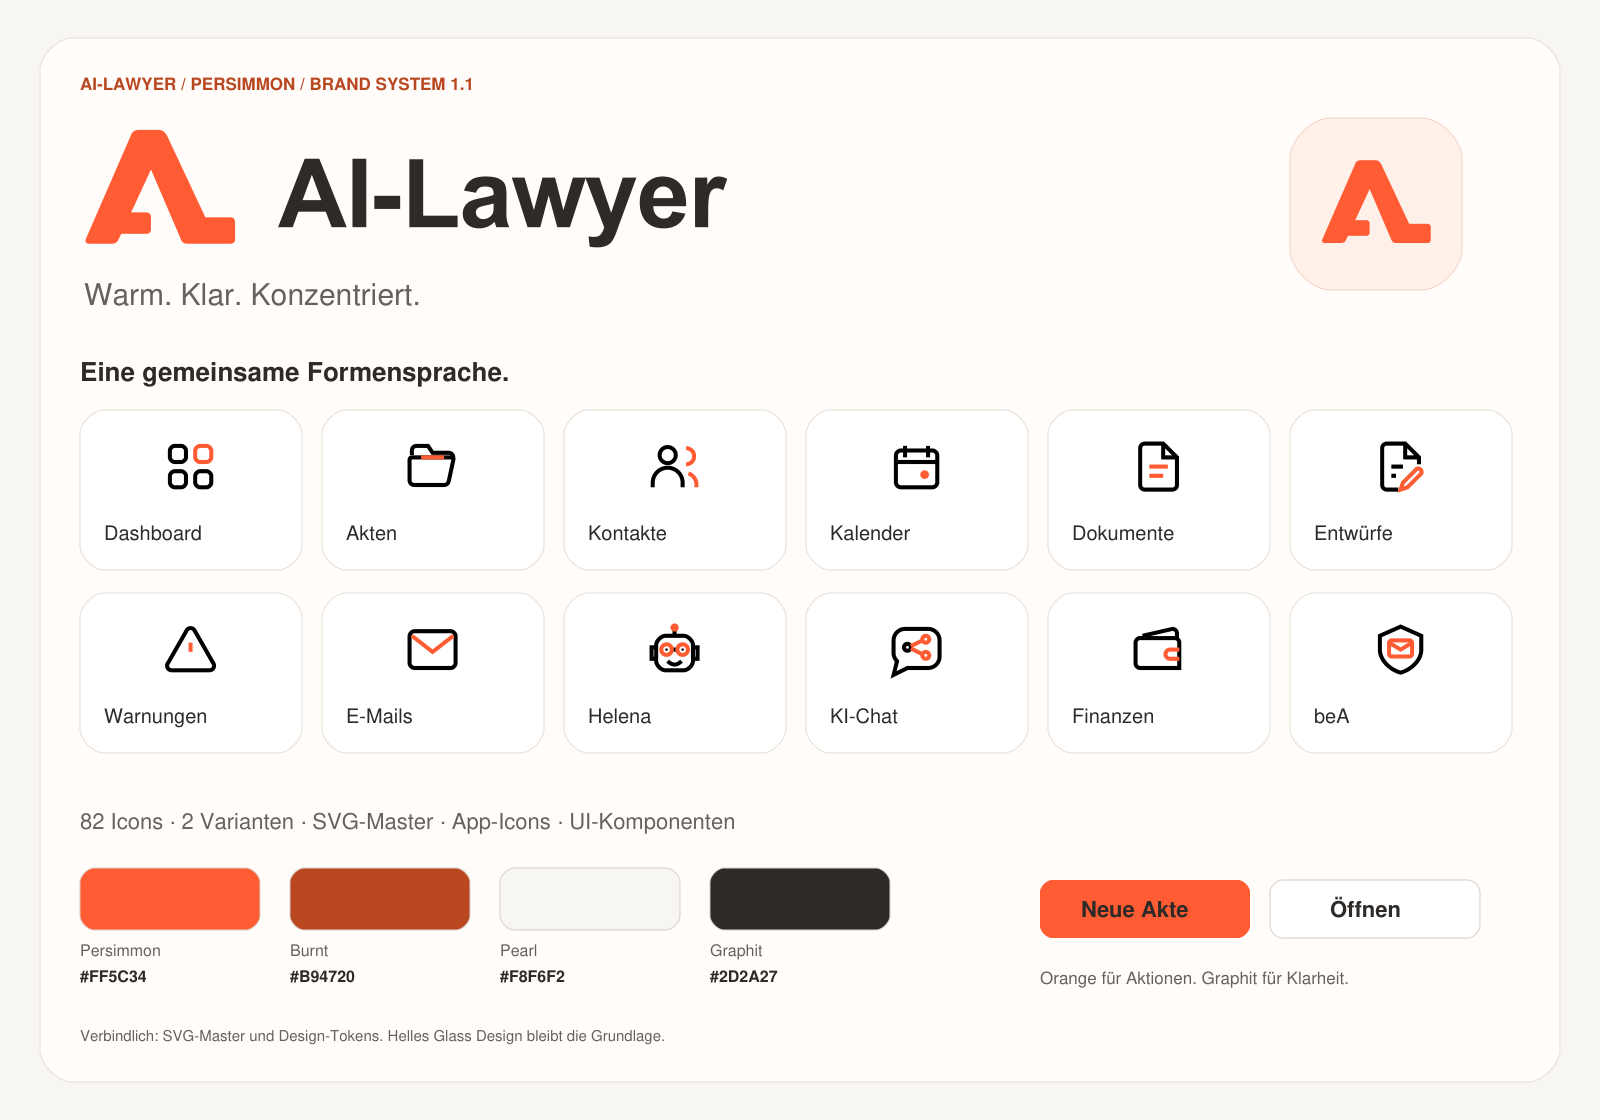 AI-LAWYER / PERSIMMON / BRAND SYSTEM 1.1
AI-Lawyer
Warm. Klar. Konzentriert.
Eine gemeinsame Formensprache.
Dashboard
Akten
Kontakte
Kalender
Dokumente
Entwürfe
Warnungen
E-Mails
Helena
KI-Chat
Finanzen
beA
82 Icons · 2 Varianten · SVG-Master · App-Icons · UI-Komponenten
Persimmon
#FF5C34
Burnt
#B94720
Pearl
#F8F6F2
Graphit
#2D2A27
Neue Akte
Öffnen
Orange für Aktionen. Graphit für Klarheit.
Verbindlich: SVG-Master und Design-Tokens. Helles Glass Design bleibt die Grundlage.